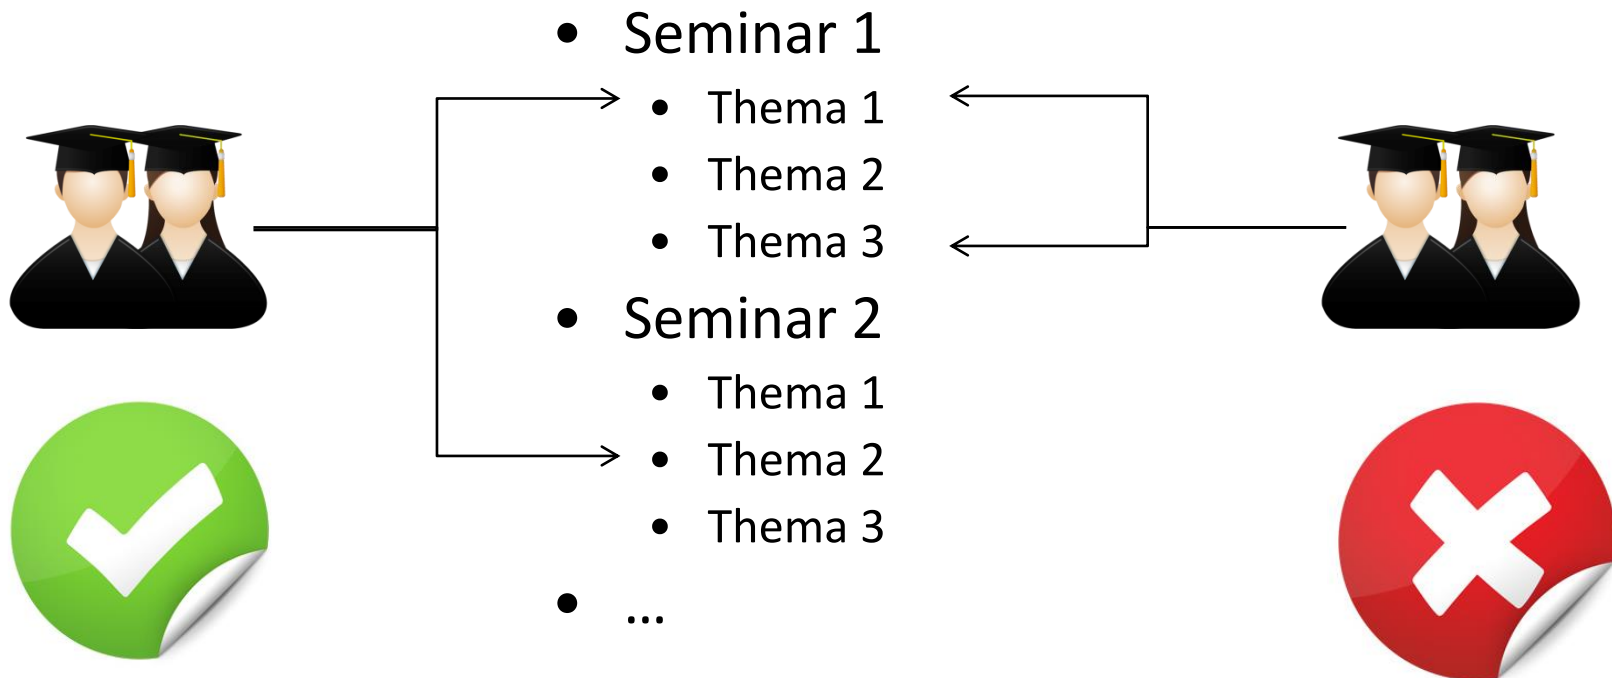 • Seminar 1
• Thema 1
• Thema 2
• Thema 3
• Seminar 2
• Thema 1
• Thema 2
• Thema 3
• ...